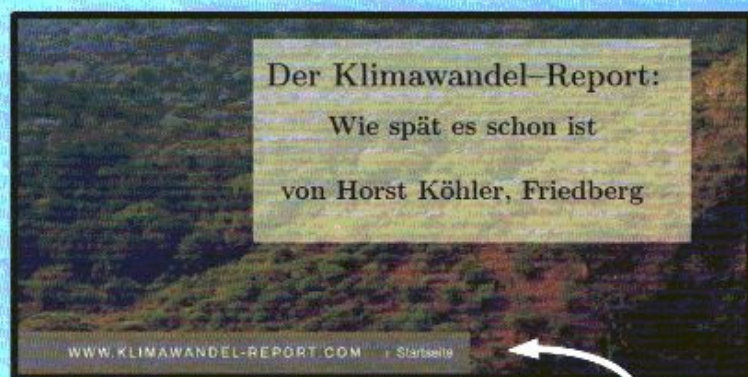 Der Klimawandel–Report:
Wie spät es schon ist
von Horst Köhler, Friedberg
WWW.KLIMAWANDEL-REPORT.COM › Startseite